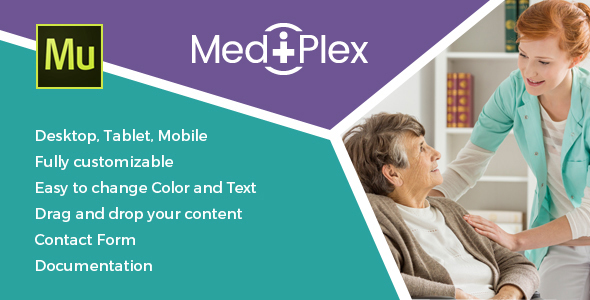 Mu
MediPlex
Desktop, Tablet, Mobile
Fully customizable
Easy to change Color and Text
Drag and drop your content
Contact Form
Documentation